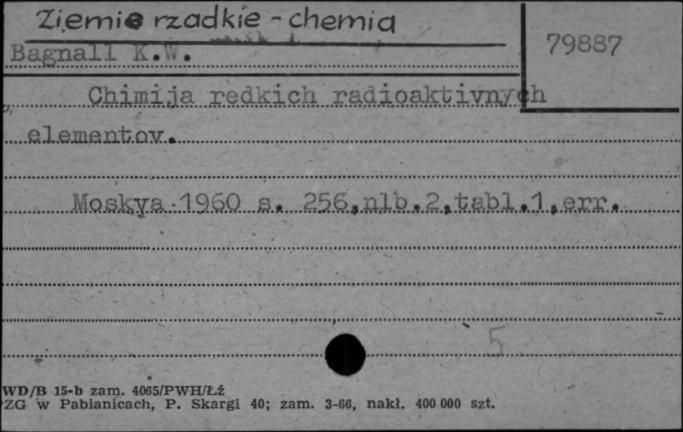 Ziemie rzadkie - chemia
79887
Bagnall K.W.
Chimija redkich radioaktivnych
elementov.
Moskva 1960 s. 256,nlb.2,tabl.1,err.
5
WD/B 15-b zam. 4065/PWH/Łź
ZG w Pabianicach, P. Skargi 40; zam. 3-66, nakł. 400 000 szt.